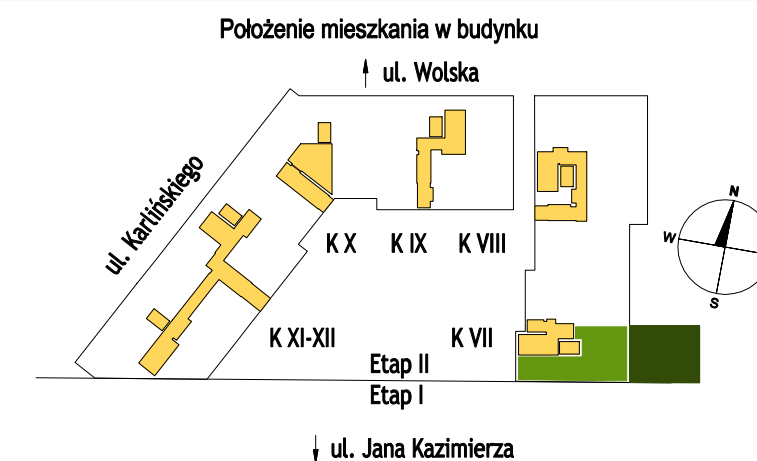 Położenie mieszkania w budynku
ul. Wolska
ul. Karlińskiego
N
W
S
K X
K IX
K VIII
K XI-XII
K VII
Etap II
Etap I
ul. Jana Kazimierza